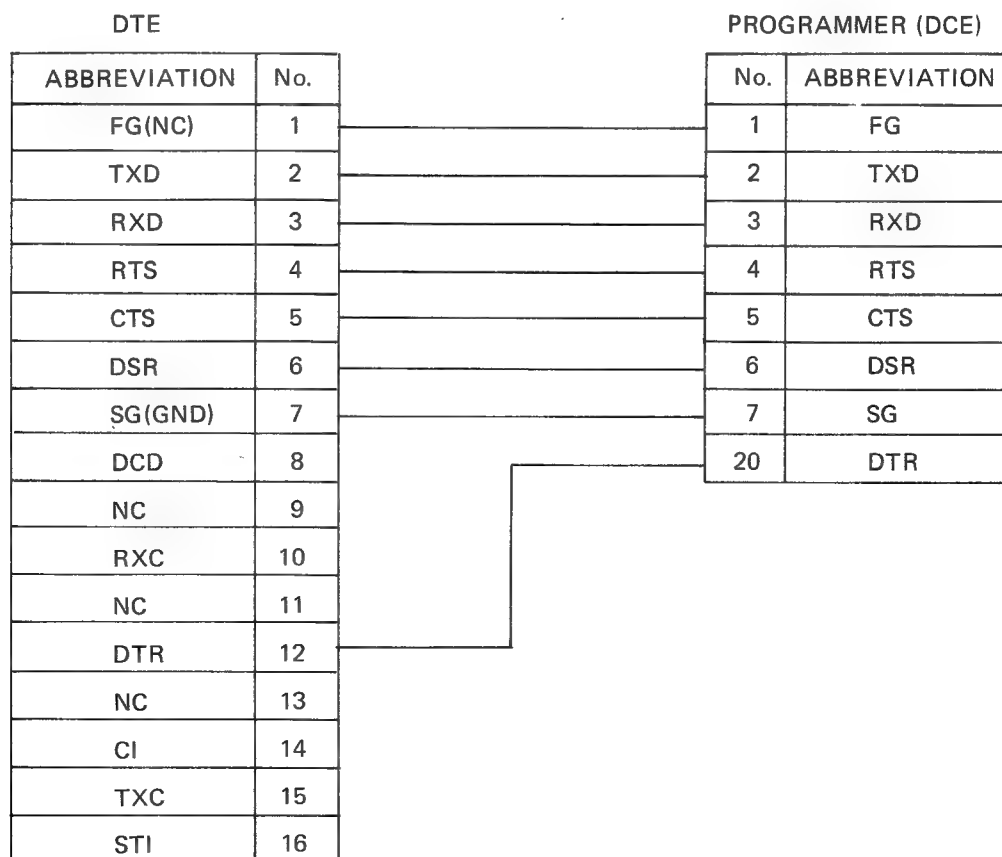 DTE PROGRAMMER (DCE)
ABBREVIATION No. No. ABBREVIATION
FG(NC) 1 1 FG
TXD 2 2 TXD
RXD 3 3 RXD
RTS 4 4 RTS
CTS 5 5 CTS
DSR 6 6 DSR
SG(GND) 7 7 SG
DCD 8 20 DTR
NC 9
RXC 10
NC 11
DTR 12
NC 13
CI 14
TXC 15
STI 16